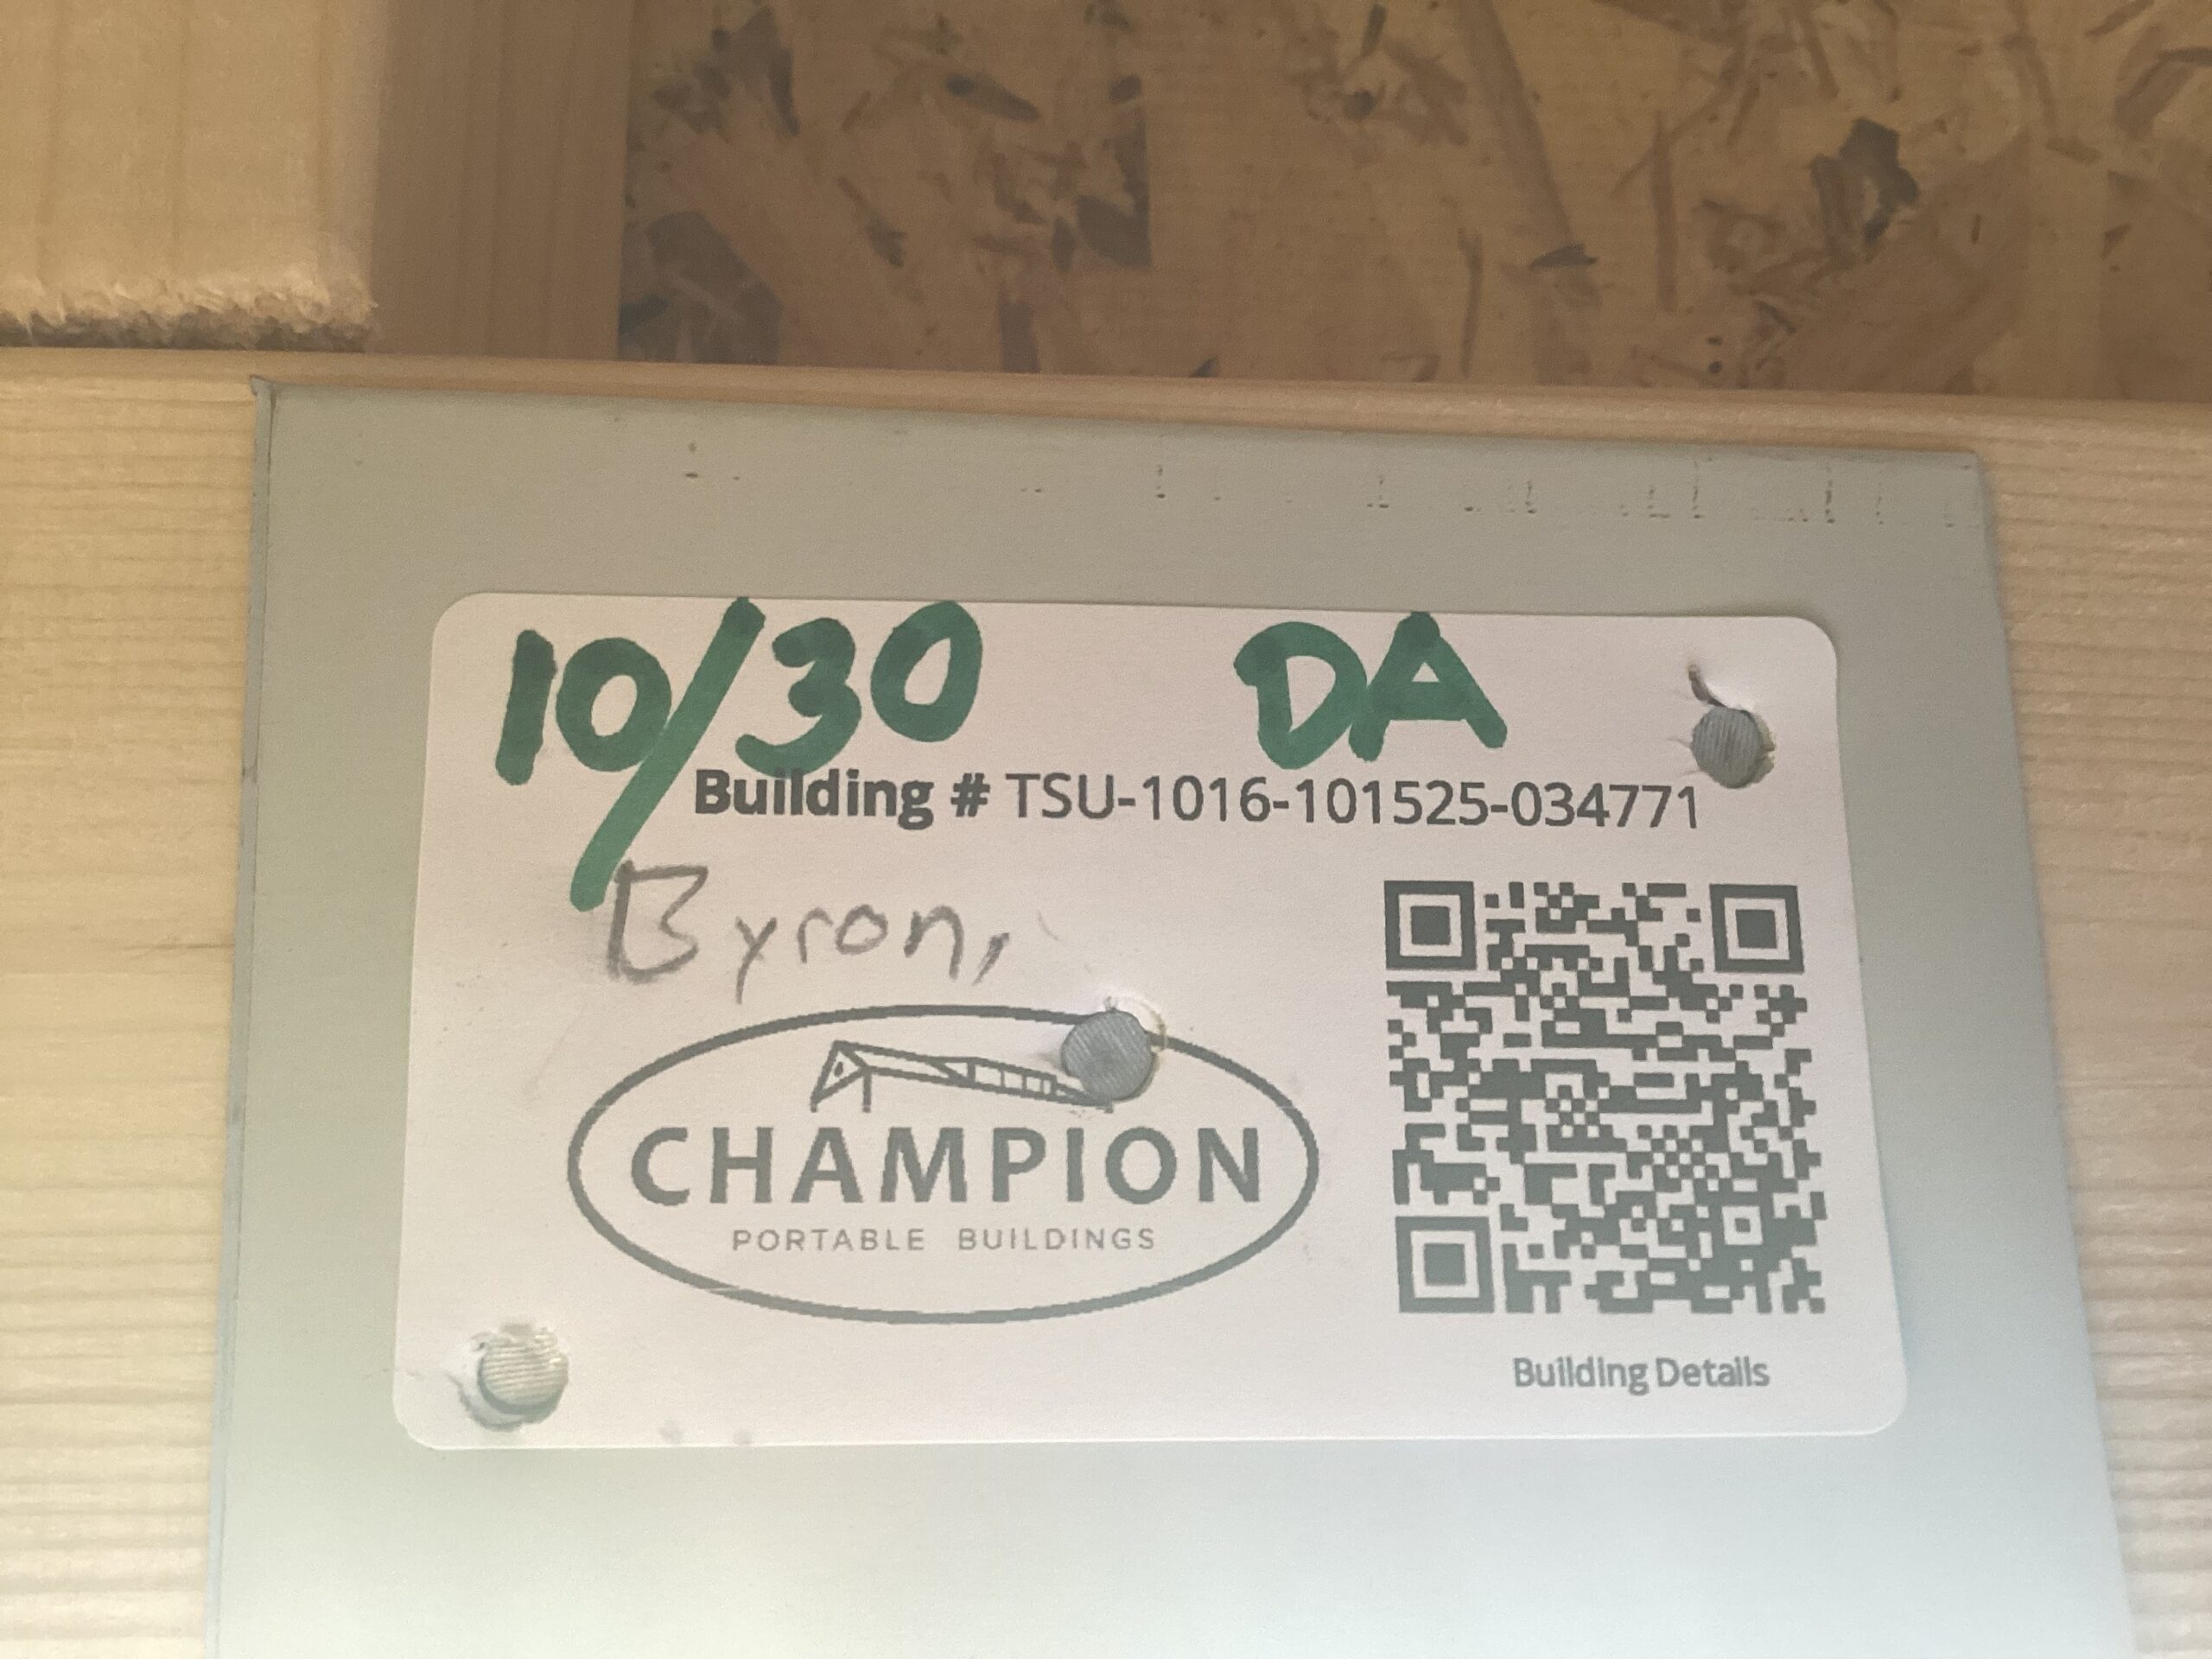 10/30 DA
Building # TSU-1016-101525-034771
Byron,
CHAMPION
PORTABLE BUILDINGS
Building Details